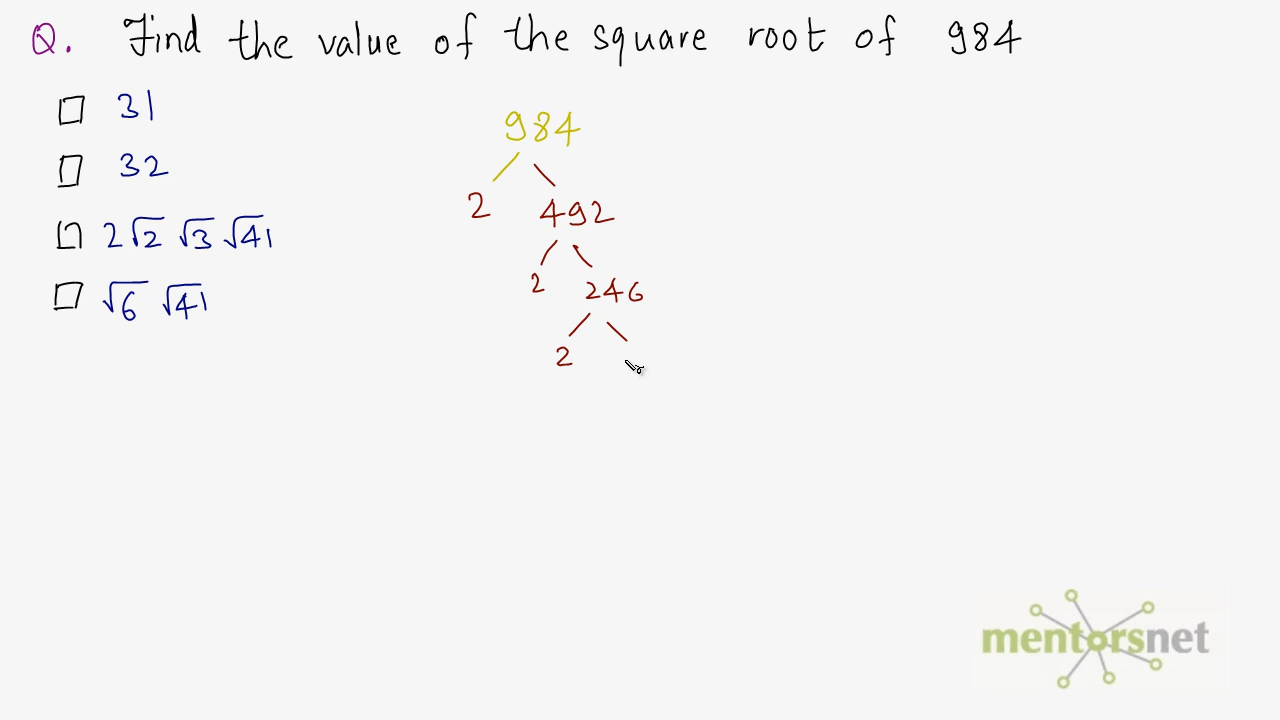 Q. Find the value of the square root of 984
31
32
2√2 √3 √41
√6 √41
984
2 492
2 246
2
mentorsnet